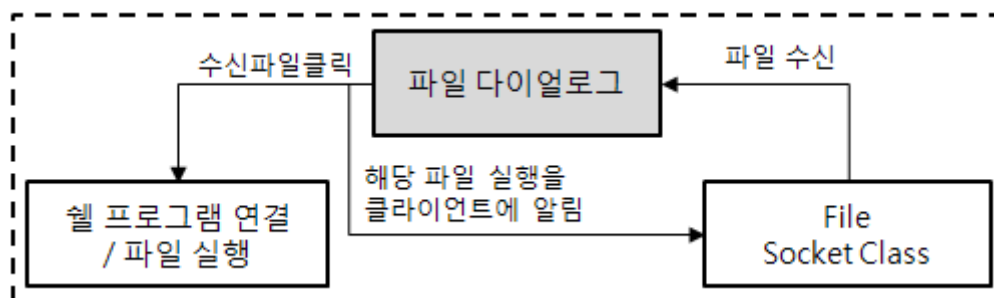 수신파일클릭
파일 다이얼로그
파일 수신
해당 파일 실행을
클라이언트에 알림
쉘 프로그램 연결
/ 파일 실행
File
Socket Class